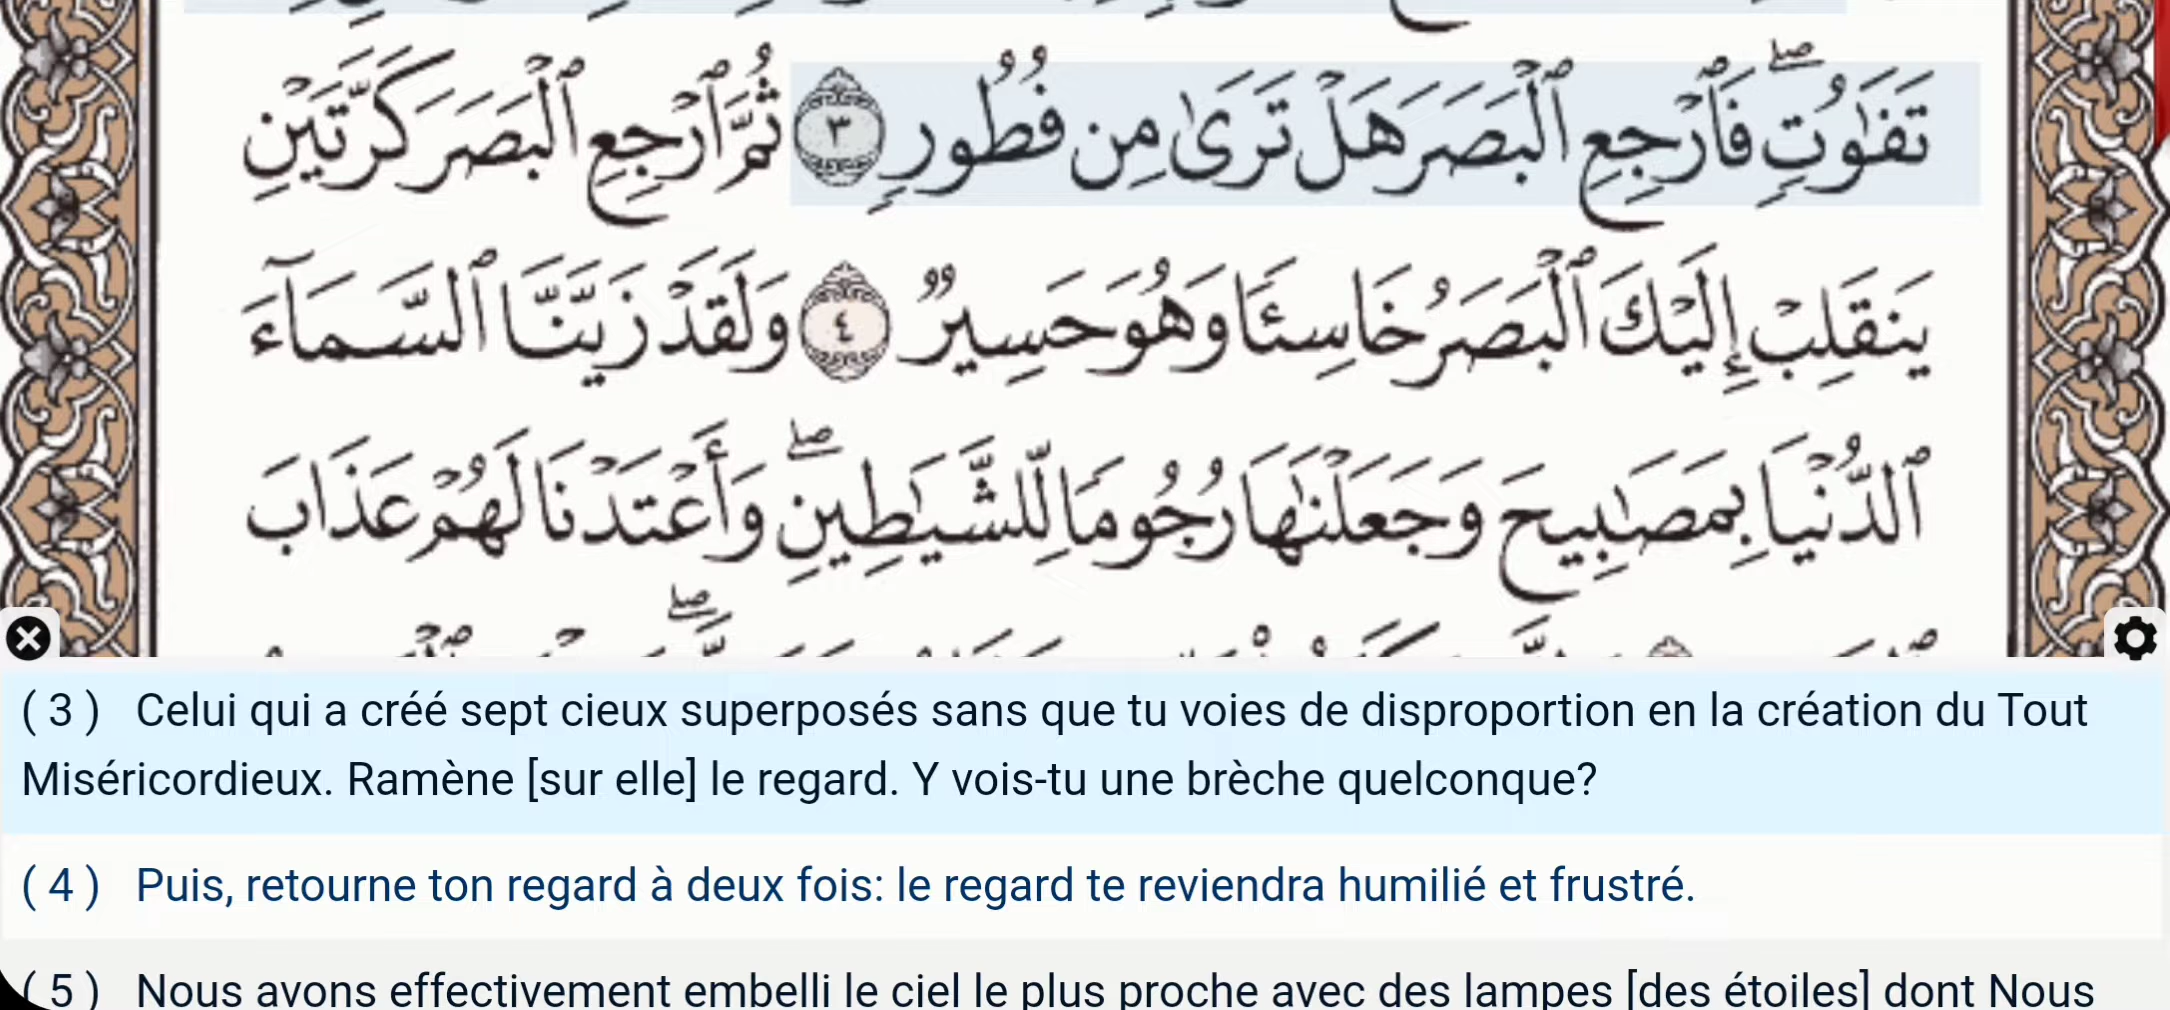 تَفَٰوُتٖۖ فَٱرۡجِعِ ٱلۡبَصَرَ هَلۡ تَرَىٰ مِن فُطُورٖ ٣ ثُمَّ ٱرۡجِعِ ٱلۡبَصَرَ كَرَّتَيۡنِ
يَنقَلِبۡ إِلَيۡكَ ٱلۡبَصَرُ خَاسِئٗا وَهُوَ حَسِيرٞ ٤ وَلَقَدۡ زَيَّنَّا ٱلسَّمَآءَ
ٱلدُّنۡيَا بِمَصَٰبِيحَ وَجَعَلۡنَٰهَا رُجُومٗا لِّلشَّيَٰطِينِۖ وَأَعۡتَدۡنَا لَهُمۡ عَذَابَ
( 3 ) Celui qui a créé sept cieux superposés sans que tu voies de disproportion en la création du Tout
Miséricordieux. Ramène [sur elle] le regard. Y vois-tu une brèche quelconque?
( 4 ) Puis, retourne ton regard à deux fois: le regard te reviendra humilié et frustré.
( 5 ) Nous avons effectivement embelli le ciel le plus proche avec des lampes [des étoiles] dont Nous